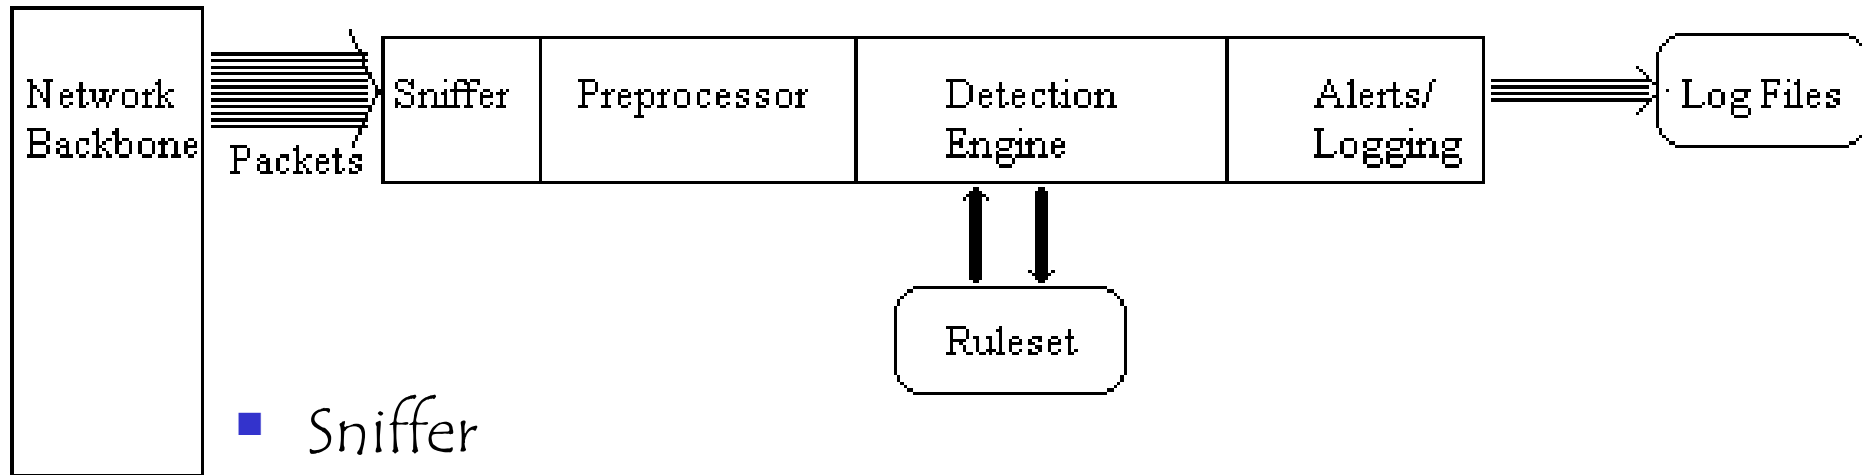 Network
Backbone
Packets
Sniffer
Preprocessor
Detection
Engine
Alerts/
Logging
Log Files
Ruleset
Sniffer